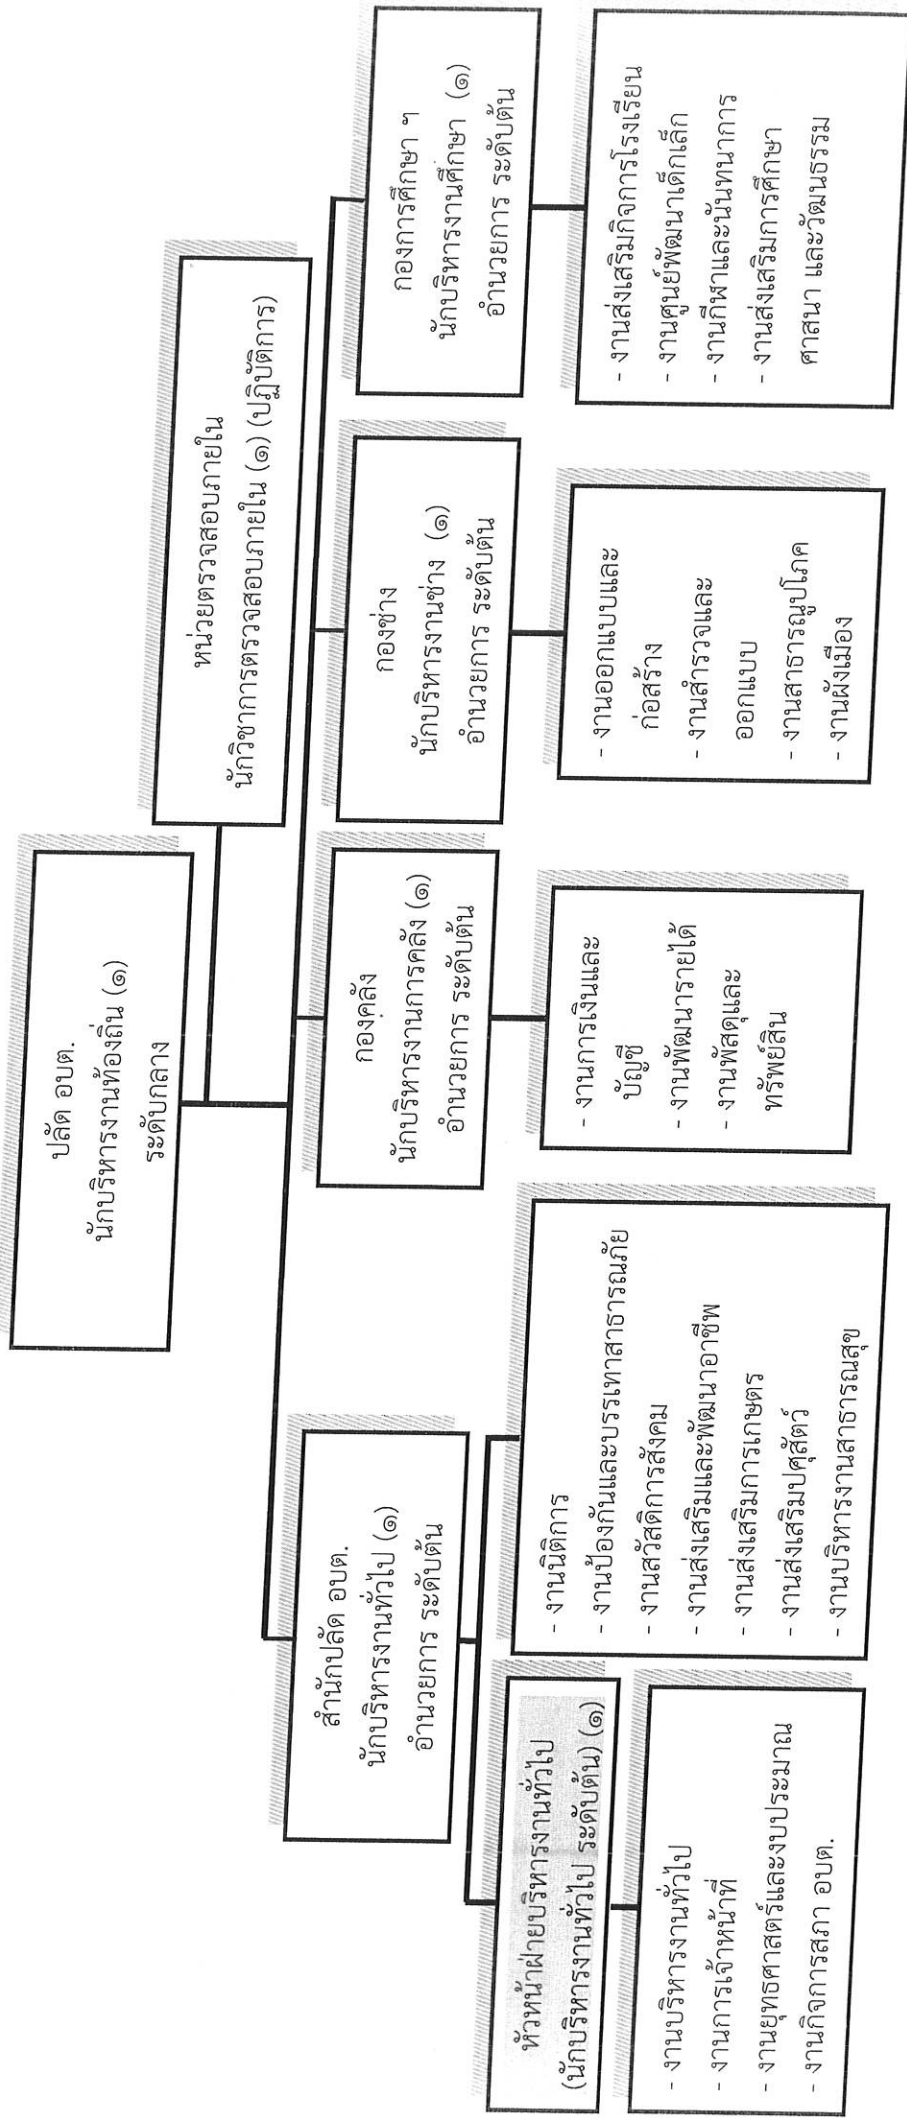 ปลัด อบต.
นักบริหารงานท้องถิ่น (๑)
ระดับกลาง
หน่วยตรวจสอบภายใน
นักวิชาการตรวจสอบภายใน (๑) (ปฏิบัติการ)
สำนักปลัด อบต.
นักบริหารงานทั่วไป (๑)
อำนวยการ ระดับต้น
กองคลัง
นักบริหารงานการคลัง (๑)
อำนวยการ ระดับต้น
กองช่าง
นักบริหารงานช่าง (๑)
อำนวยการ ระดับต้น
กองการศึกษา ฯ
นักบริหารงานศึกษา (๑)
อำนวยการ ระดับต้น
หัวหน้าฝ่ายบริหารงานทั่วไป
(นักบริหารงานทั่วไป ระดับต้น) (๑)
- งานบริหารงานทั่วไป
- งานการเจ้าหน้าที่
- งานยุทธศาสตร์และงบประมาณ
- งานกิจการสภา อบต.
- งานนิติการ
- งานป้องกันและบรรเทาสาธารณภัย
- งานสวัสดิการสังคม
- งานส่งเสริมและพัฒนาอาชีพ
- งานส่งเสริมการเกษตร
- งานส่งเสริมปศุสัตว์
- งานบริหารงานสาธารณสุข
- งานการเงินและ
บัญชี
- งานพัฒนารายได้
- งานพัสดุและ
ทรัพย์สิน
- งานออกแบบและ
ก่อสร้าง
- งานสำรวจและ
ออกแบบ
- งานสาธารณูปโภค
- งานผังเมือง
- งานส่งเสริมกิจการโรงเรียน
- งานศูนย์พัฒนาเด็กเล็ก
- งานกีฬาและนันทนาการ
- งานส่งเสริมการศึกษา
ศาสนา และวัฒนธรรม